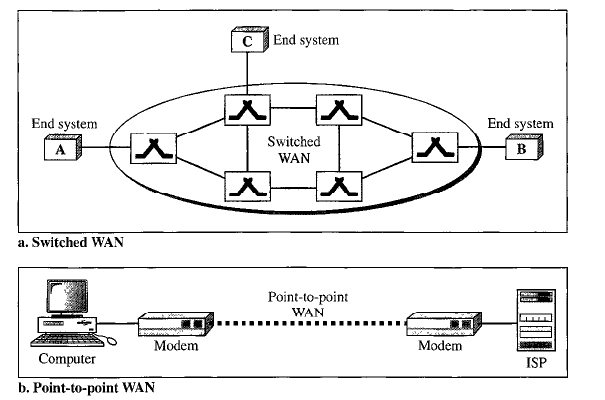 C End system
End system
A
Switched
WAN
End system
B
a. Switched WAN
Point-to-point
WAN
Computer
Modem
Modem
ISP
b. Point-to-point WAN